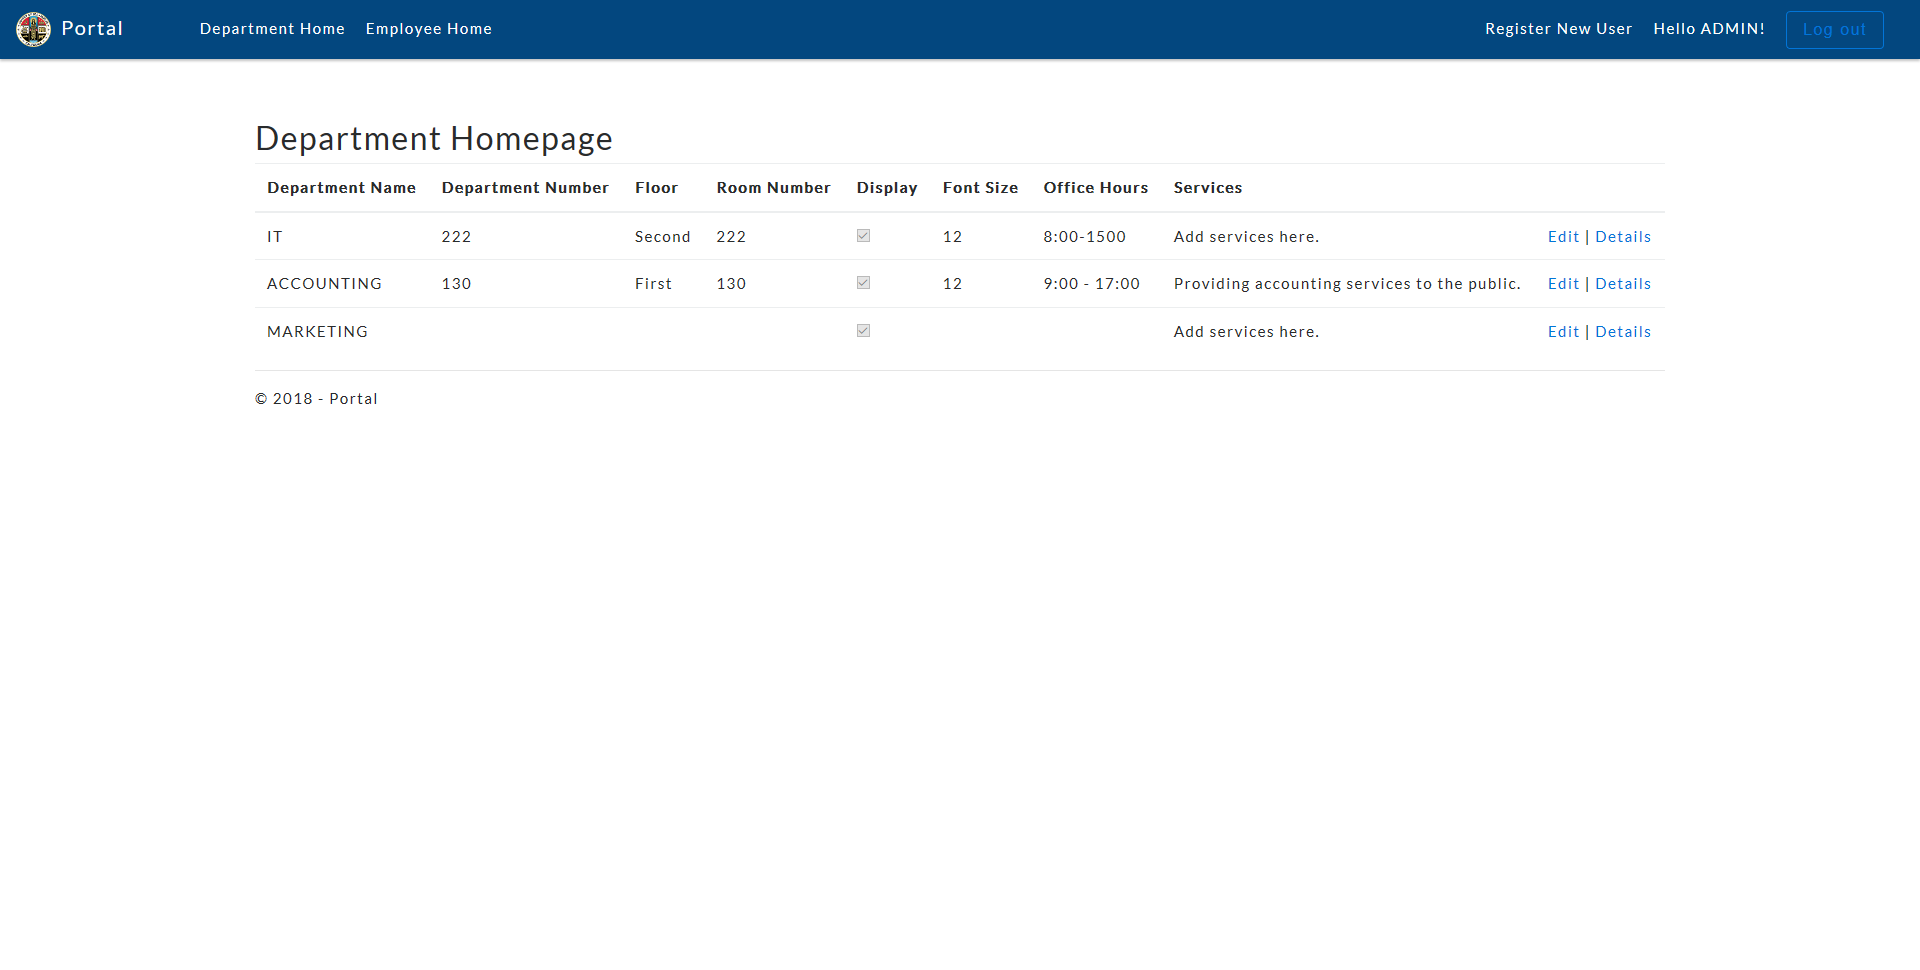 Portal Department Home Employee Home Register New User Hello ADMIN! Log out
Department Homepage
Department Name Department Number Floor Room Number Display Font Size Office Hours Services
IT 222 Second 222 12 8:00-1500 Add services here. Edit | Details
ACCOUNTING 130 First 130 12 9:00 - 17:00 Providing accounting services to the public. Edit | Details
MARKETING Add services here. Edit | Details
© 2018 - Portal